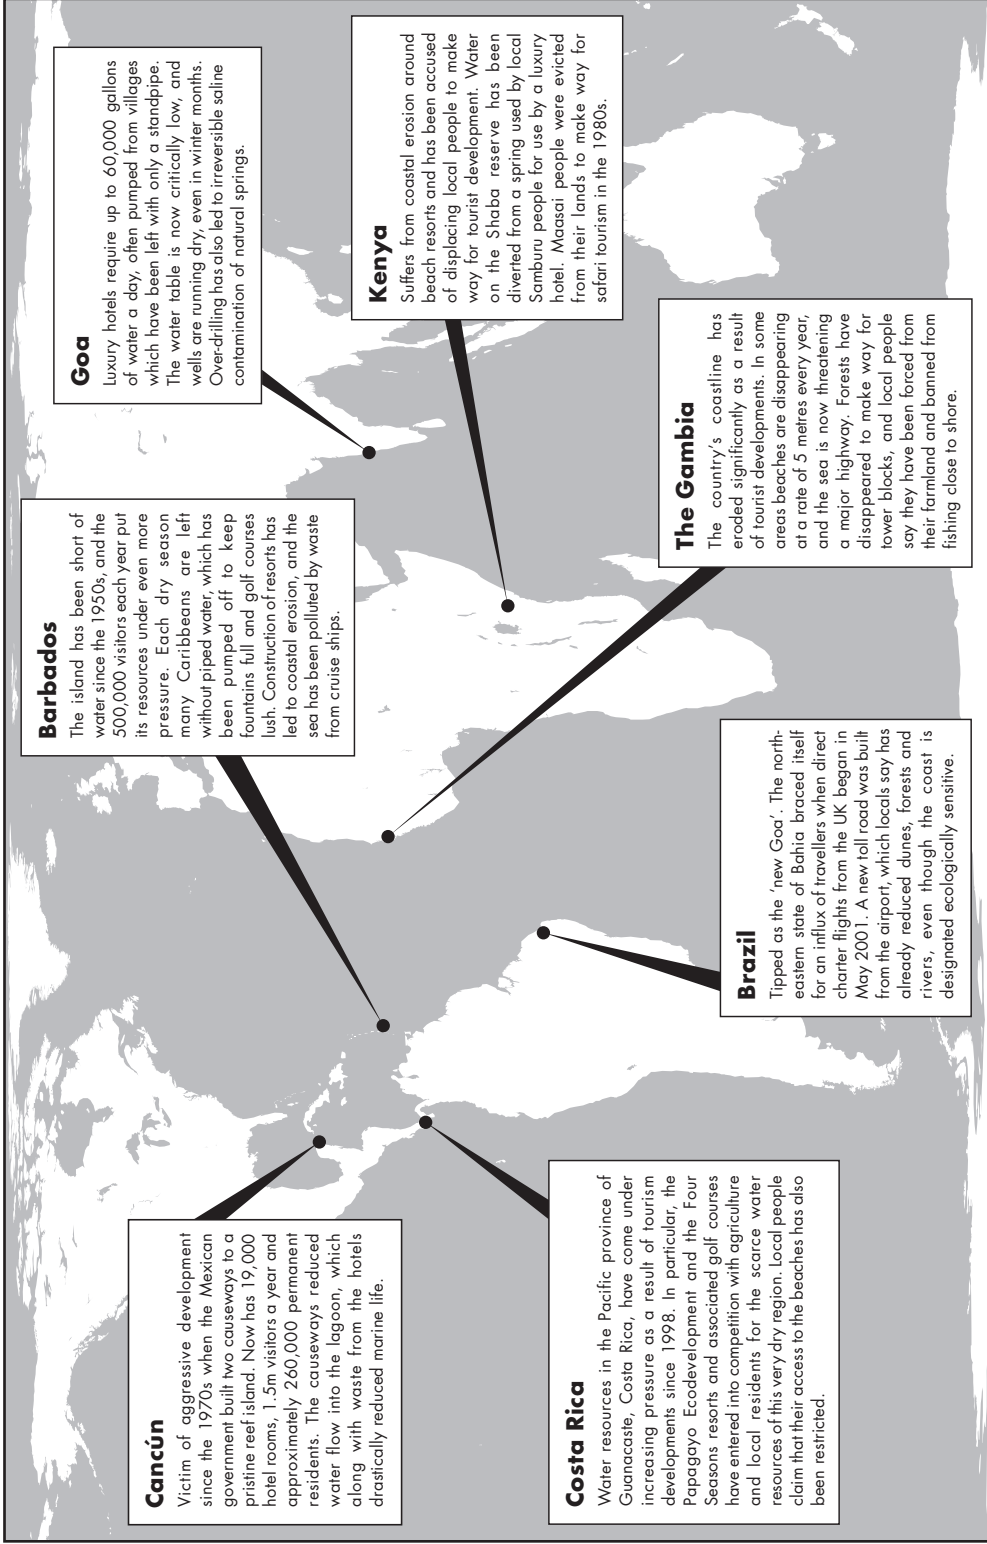 Cancún
Victim of aggressive development
since the 1970s when the Mexican
government built two causeways to a
pristine reef island. Now has 19,000
hotel rooms, 1.5m visitors a year and
approximately 260,000 permanent
residents. The causeways reduced
water flow into the lagoon, which
along with waste from the hotels
drastically reduced marine life.
Costa Rica
Water resources in the Pacific province of
Guanacaste, Costa Rica, have come under
increasing pressure as a result of tourism
developments since 1998. In particular, the
Papagayo Ecodevelopment and the Four
Seasons resorts and associated golf courses
have entered into competition with agriculture
and local residents for the scarce water
resources of this very dry region. Local people
claim that their access to the beaches has also
been restricted.
Barbados
The island has been short of
water since the 1950s, and the
500,000 visitors each year put
its resources under even more
pressure. Each dry season
many Caribbeans are left
without piped water, which has
been pumped off to keep
fountains full and golf courses
lush. Construction of resorts has
led to coastal erosion, and the
sea has been polluted by waste
from cruise ships.
Brazil
Tipped as the 'new Goa'. The north-
eastern state of Bahia braced itself
for an influx of travellers when direct
charter flights from the UK began in
May 2001. A new toll road was built
from the airport, which locals say has
already reduced dunes, forests and
rivers, even though the coast is
designated ecologically sensitive.
Goa
Luxury hotels require up to 60,000 gallons
of water a day, often pumped from villages
which have been left with only a standpipe.
The water table is now critically low, and
wells are running dry, even in winter months.
Over-drilling has also led to irreversible saline
contamination of natural springs.
Kenya
Suffers from coastal erosion around
beach resorts and has been accused
of displacing local people to make
way for tourist development. Water
on the Shaba reserve has been
diverted from a spring used by local
Samburu people for use by a luxury
hotel. Maasai people were evicted
from their lands to make way for
safari tourism in the 1980s.
The Gambia
The country's coastline has
eroded significantly as a result
of tourist developments. In some
areas beaches are disappearing
at a rate of 5 metres every year,
and the sea is now threatening
a major highway. Forests have
disappeared to make way for
tower blocks, and local people
say they have been forced from
their farmland and banned from
fishing close to shore.